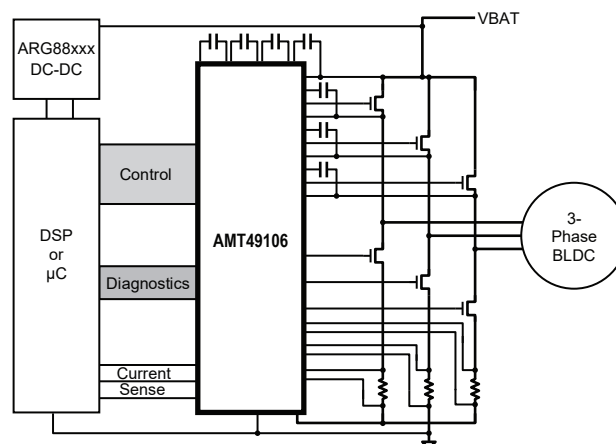 VBAT
ARG88xxx
DC-DC
Control
3-
Phase
BLDC
DSP
or
µC
AMT49106
Diagnostics
Current
Sense